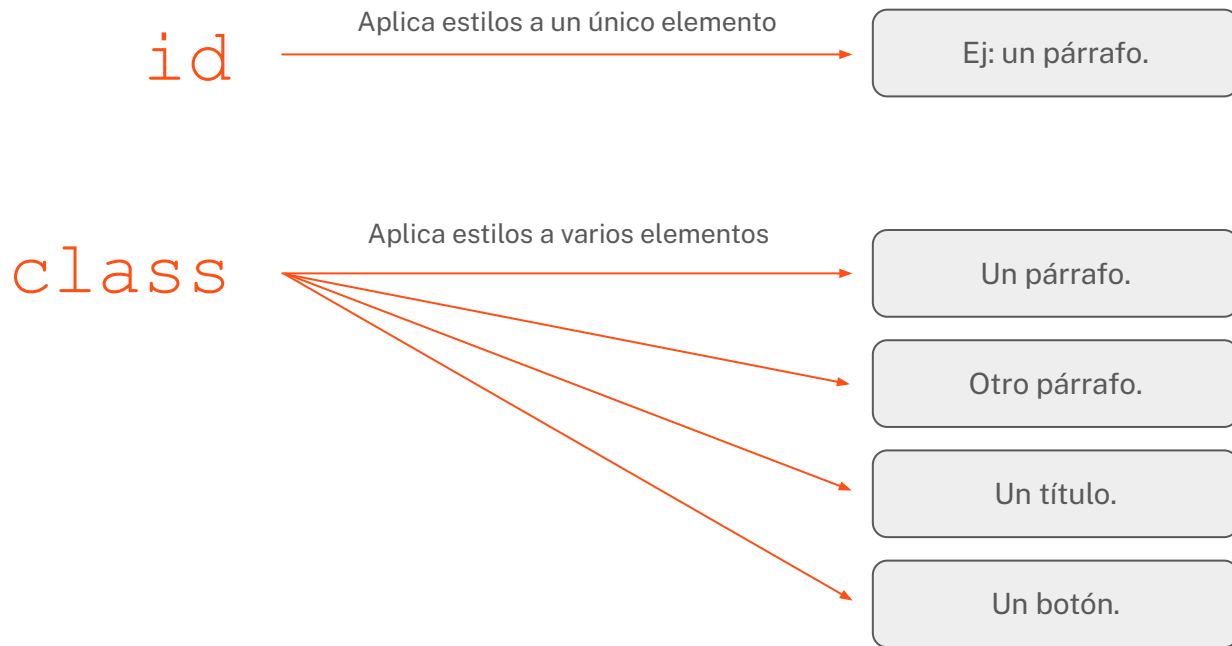 Aplica estilos a un único elemento
id
Ej: un párrafo.
Aplica estilos a varios elementos
class
Un párrafo.
Otro párrafo.
Un título.
Un botón.